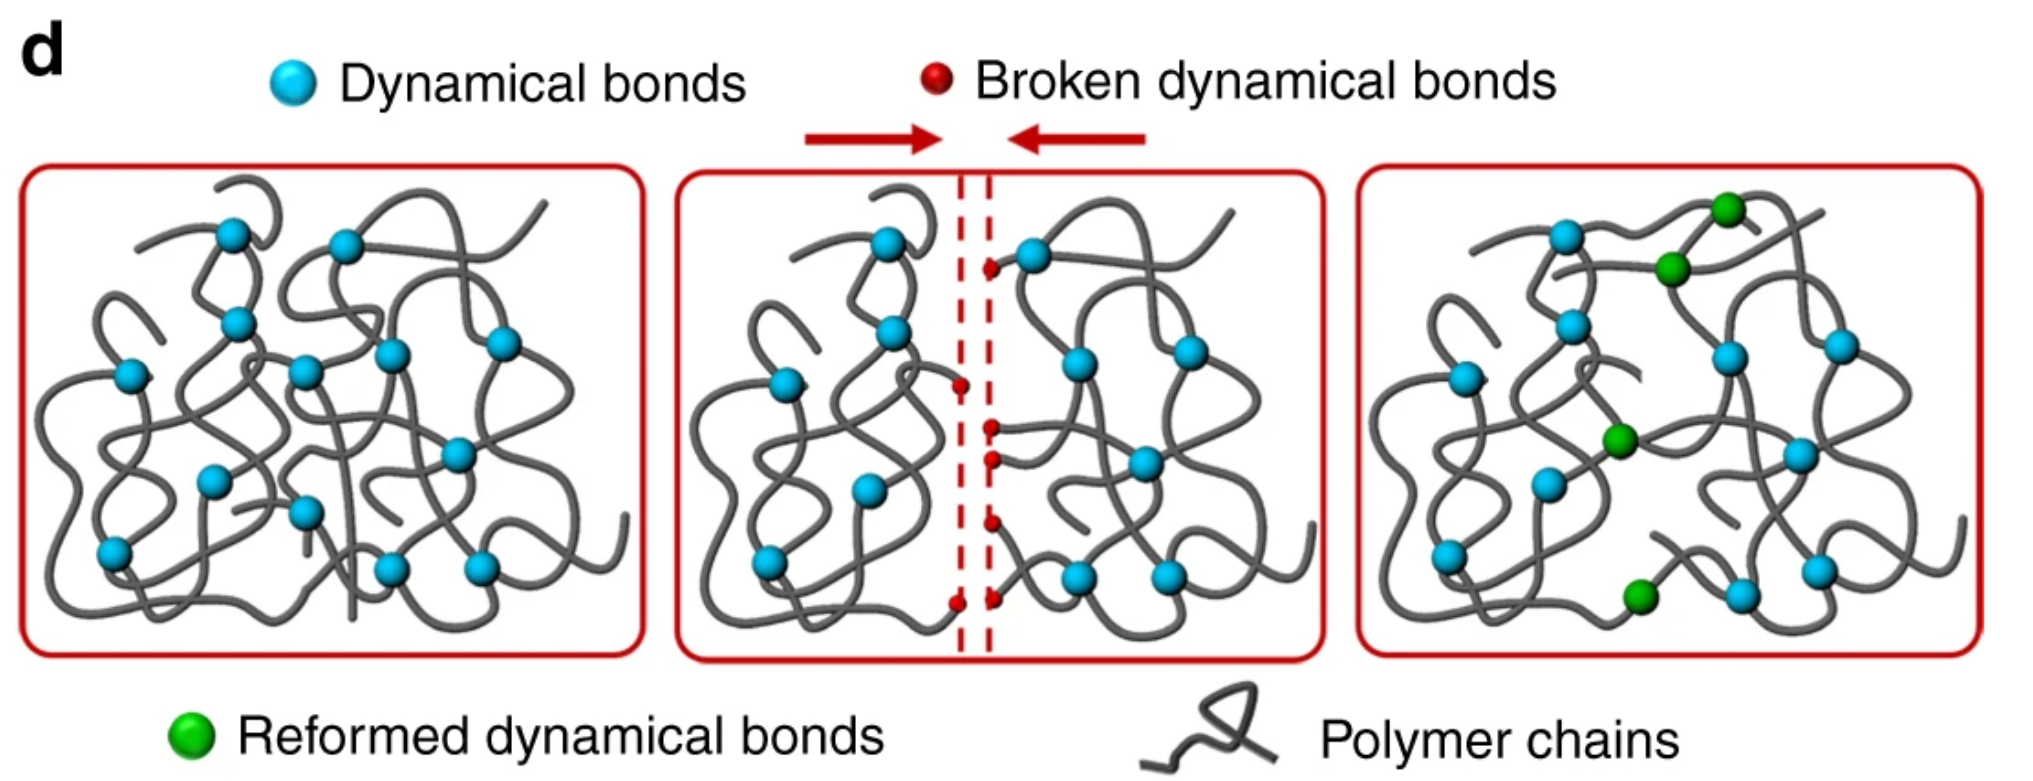 d
Dynamical bonds
Broken dynamical bonds
Reformed dynamical bonds
Polymer chains